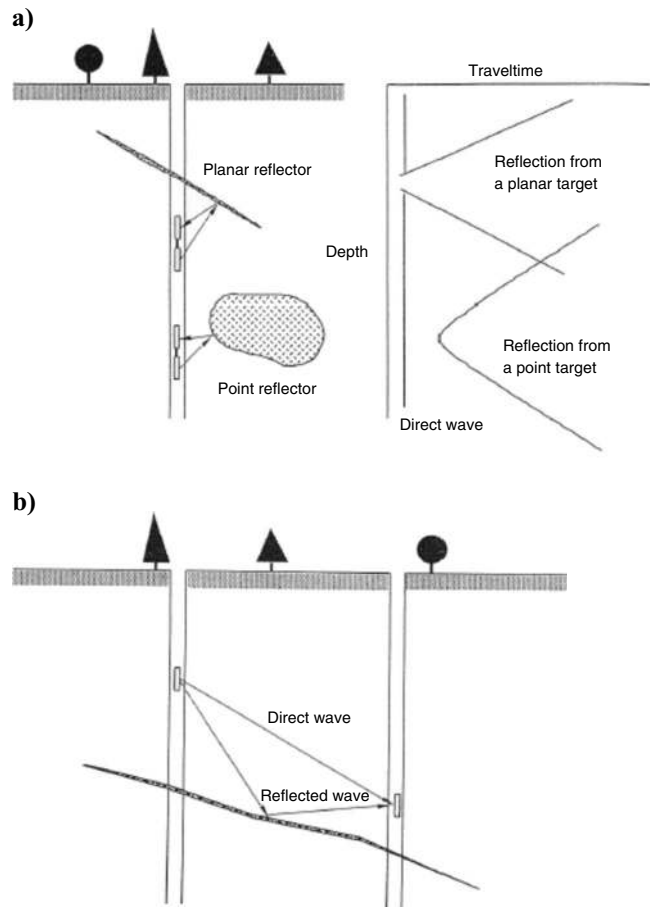 a)
Traveltime
Planar reflector
Reflection from
a planar target
Depth
Point reflector
Reflection from
a point target
Direct wave
b)
Direct wave
Reflected wave